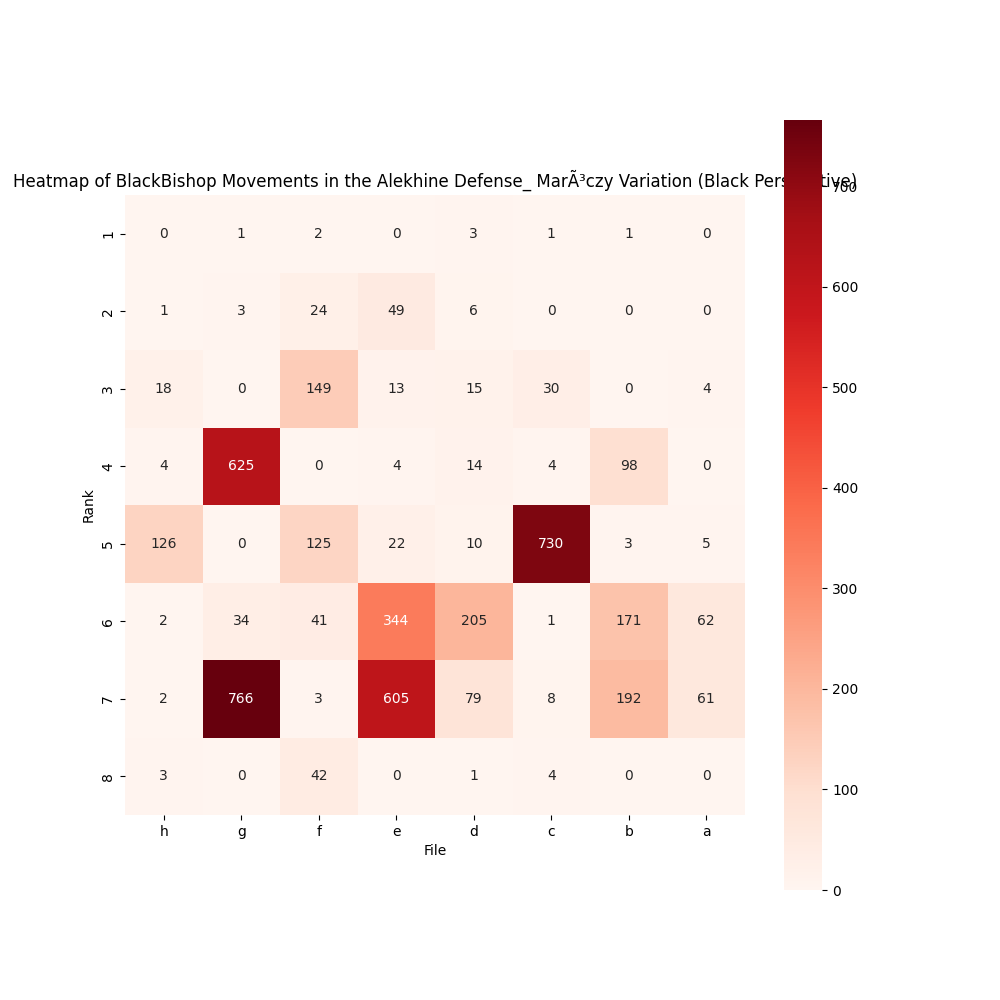 Heatmap of BlackBishop Movements in the Alekhine Defense_ MarÃ³czy Variation (Black Perspective)
700
1 0 1 2 0 3 1 1 0
600
2 1 3 24 49 6 0 0 0
500
3 18 0 149 13 15 30 0 4
400
4 4 625 0 4 14 4 98 0
Rank
5 126 0 125 22 10 730 3 5
300
6 2 34 41 344 205 1 171 62
200
7 2 766 3 605 79 8 192 61
100
8 3 0 42 0 1 4 0 0
h g f e d c b a
File
0